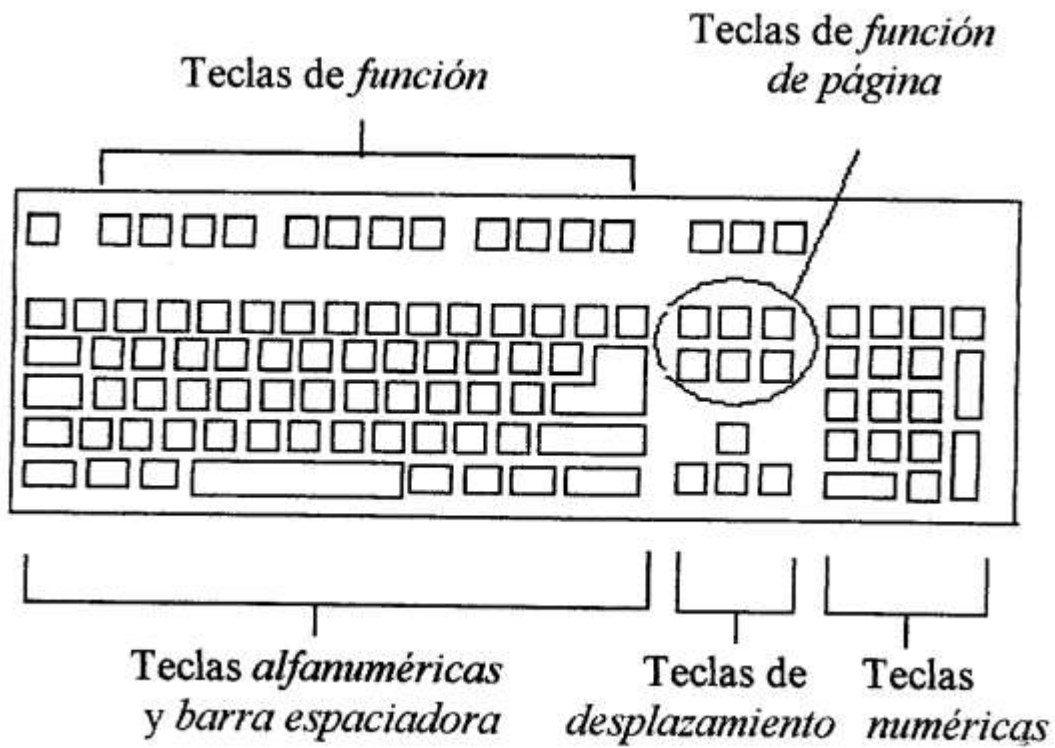 Teclas de función
Teclas de función
de página
Teclas alfanuméricas
y barra espaciadora
Teclas de
desplazamiento
Teclas
numéricas